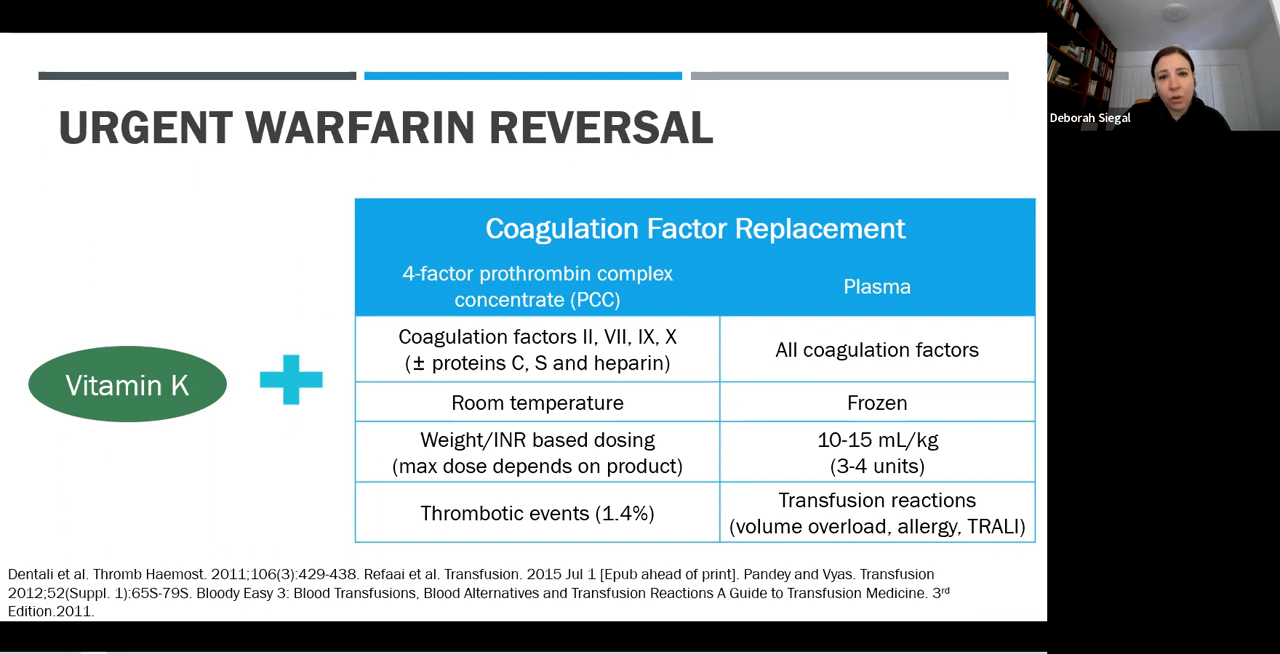 Deborah Siegal
URGENT WARFARIN REVERSAL
Coagulation Factor Replacement
4-factor prothrombin complex
concentrate (PCC)
Plasma
Coagulation factors II, VII, IX, X
(± proteins C, S and heparin)
All coagulation factors
Room temperature
Frozen
Vitamin K
Weight/INR based dosing
(max dose depends on product)
10-15 mL/kg
(3-4 units)
Thrombotic events (1.4%)
Transfusion reactions
(volume overload, allergy, TRALI)
Dentali et al. Thromb Haemost. 2011;106(3):429-438. Refaai et al. Transfusion. 2015 Jul 1 [Epub ahead of print]. Pandey and Vyas. Transfusion
2012;52(Suppl. 1):65S-79S. Bloody Easy 3: Blood Transfusions, Blood Alternatives and Transfusion Reactions A Guide to Transfusion Medicine. 3rd
Edition.2011.